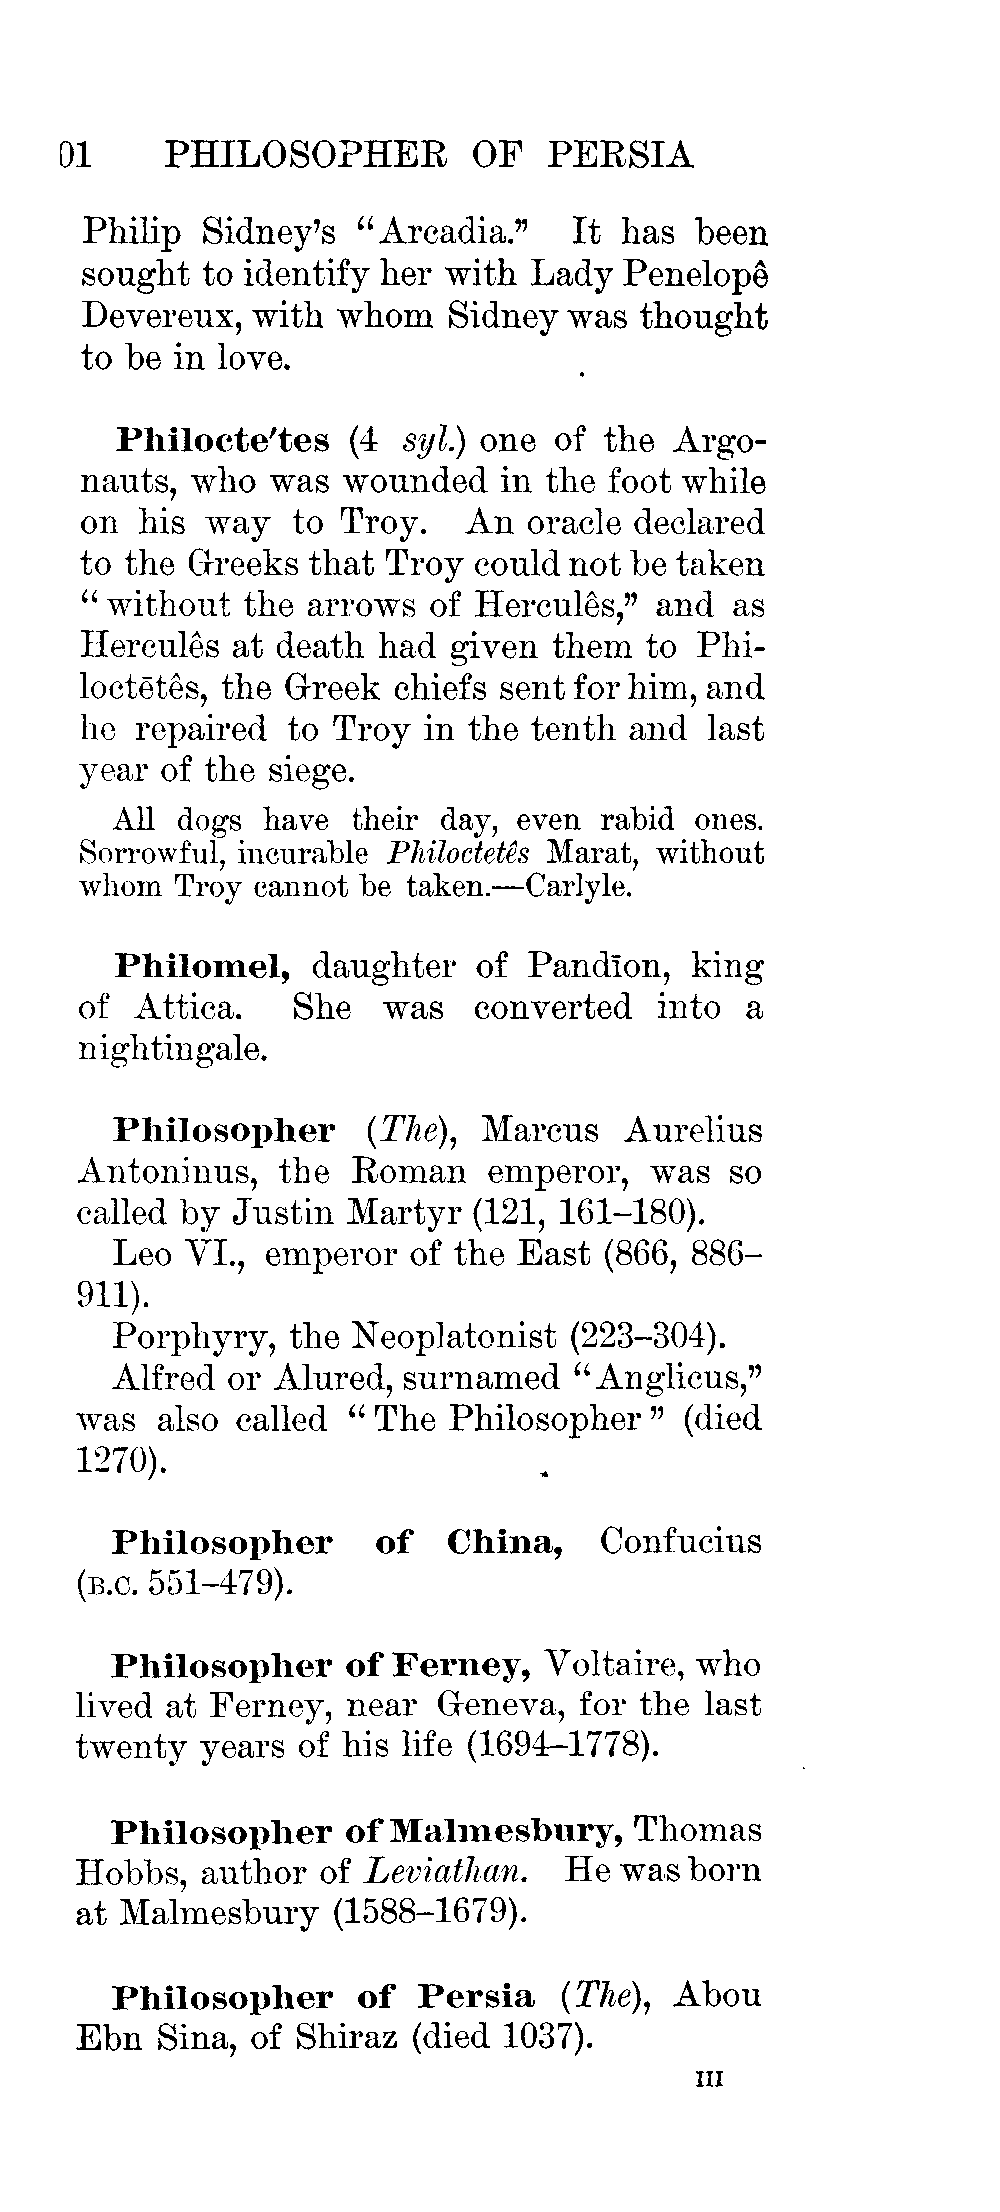 01 PHILOSOPHER OF PERSIA
Philip Sidney's "Arcadia." It has been
sought to identify her with Lady Penelopê
Devereux, with whom Sidney was thought
to be in love.
Philocte'tes (4 syl.) one of the Argo-
nauts, who was wounded in the foot while
on his way to Troy. An oracle declared
to the Greeks that Troy could not be taken
"without the arrows of Herculês," and as
Herculês at death had given them to Phi-
loctētês, the Greek chiefs sent for him, and
he repaired to Troy in the tenth and last
year of the siege.
All dogs have their day, even rabid ones.
Sorrowful, incurable Philoctetês Marat, without
whom Troy cannot be taken.—Carlyle.
Philomel, daughter of Pandīon, king
of Attica. She was converted into a
nightingale.
Philosopher (The), Marcus Aurelius
Antoninus, the Roman emperor, was so
called by Justin Martyr (121, 161–180).
Leo VI., emperor of the East (866, 886–
911).
Porphyry, the Neoplatonist (223–304).
Alfred or Alured, surnamed "Anglicus,"
was also called "The Philosopher" (died
1270).
Philosopher of China, Confucius
(B.C. 551–479).
Philosopher of Ferney, Voltaire, who
lived at Ferney, near Geneva, for the last
twenty years of his life (1694–1778).
Philosopher of Malmesbury, Thomas
Hobbs, author of Leviathan. He was born
at Malmesbury (1588–1679).
Philosopher of Persia (The), Abou
Ebn Sina, of Shiraz (died 1037).
III